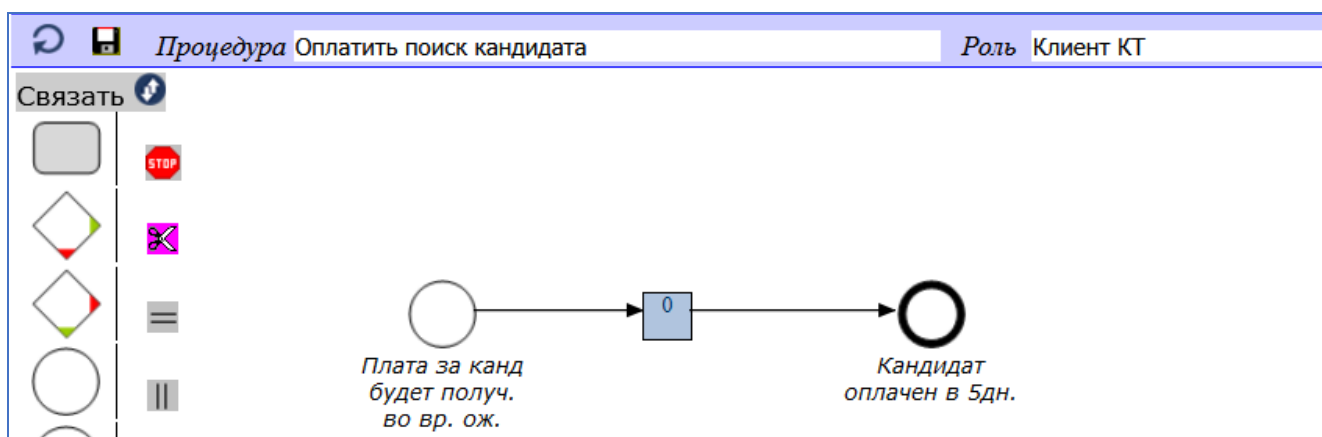 Процедура Оплатить поиск кандидата Роль Клиент КТ
Связать
STOP
0
Плата за канд
будет получ.
во вр. ож.
Кандидат
оплачен в 5дн.